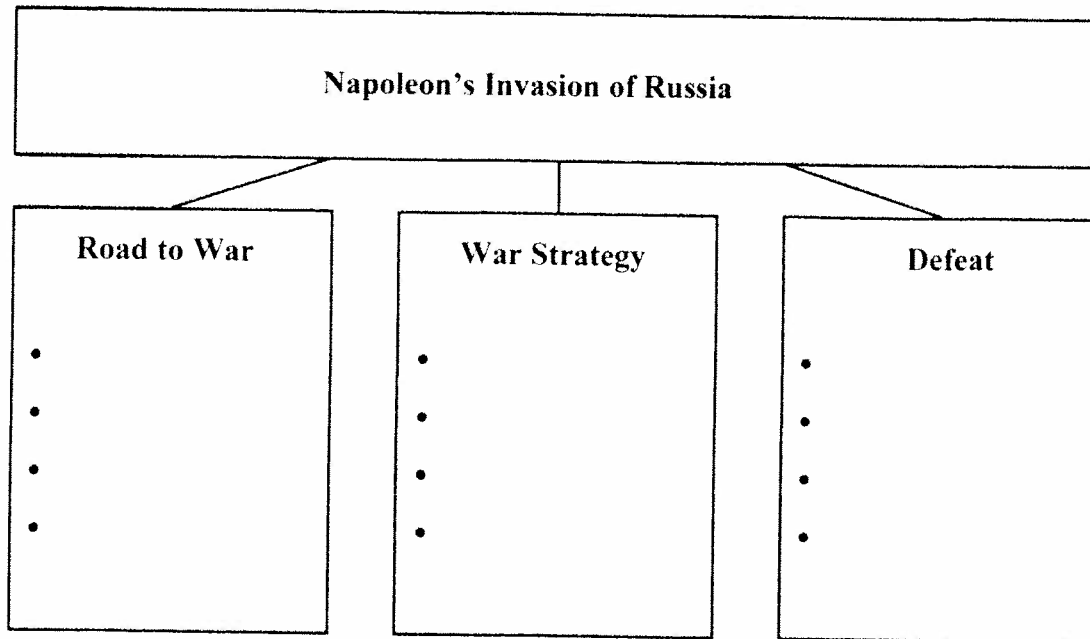 Napoleon's Invasion of Russia
Road to War
War Strategy
Defeat